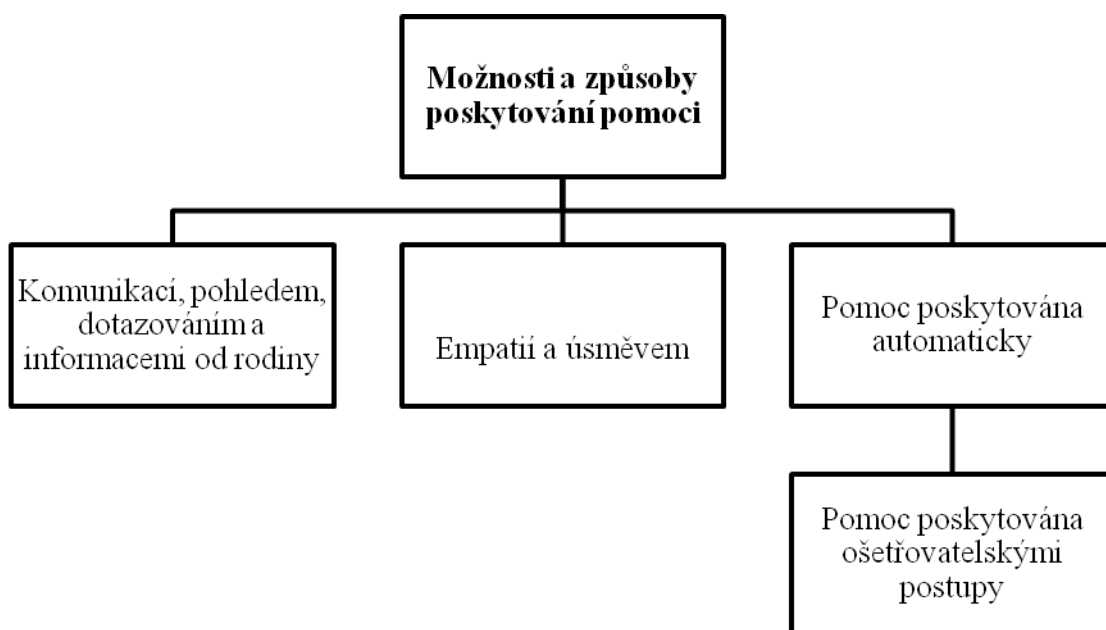 Možnosti a způsoby
poskytování pomoci
Komunikací, pohledem,
dotazováním a
informacemi od rodiny
Empatií a úsměvem
Pomoc poskytována
automaticky
Pomoc poskytována
ošetřovatelskými
postupy